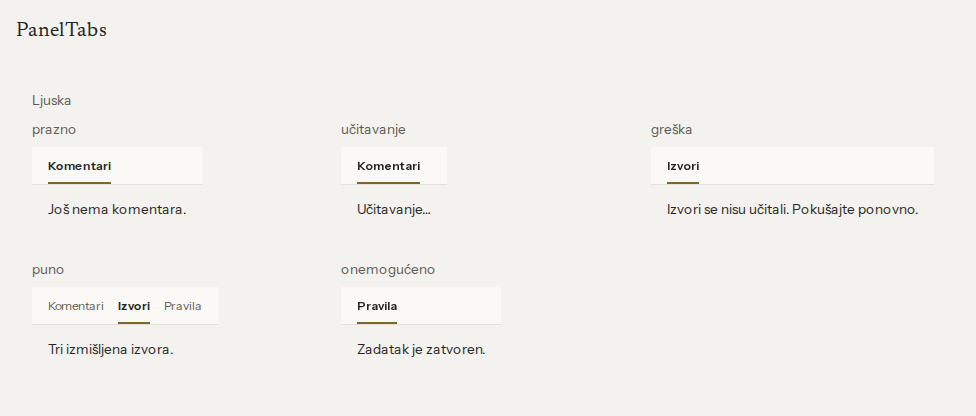 PanelTabs
Ljuska
prazno
Komentari
Još nema komentara.
učitavanje
Komentari
Učitavanje…
greška
Izvori
Izvori se nisu učitali. Pokušajte ponovno.
puno
Komentari Izvori Pravila
Tri izmišljena izvora.
onemogućeno
Pravila
Zadatak je zatvoren.